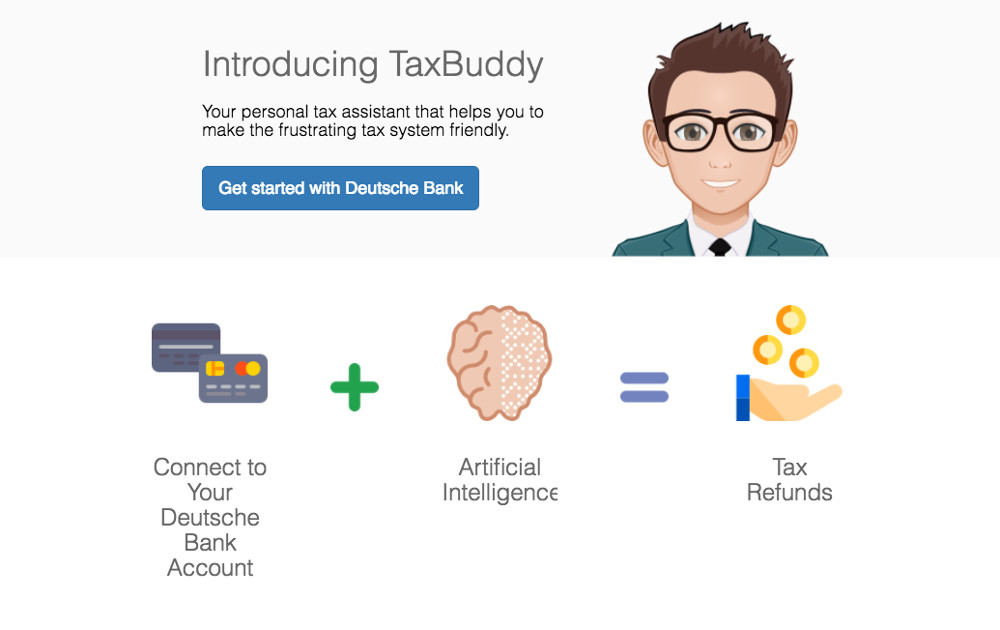 Introducing TaxBuddy
Your personal tax assistant that helps you to
make the frustrating tax system friendly.
Get started with Deutsche Bank
Connect to
Your
Deutsche
Bank
Account
Artificial
Intelligence
Tax
Refunds